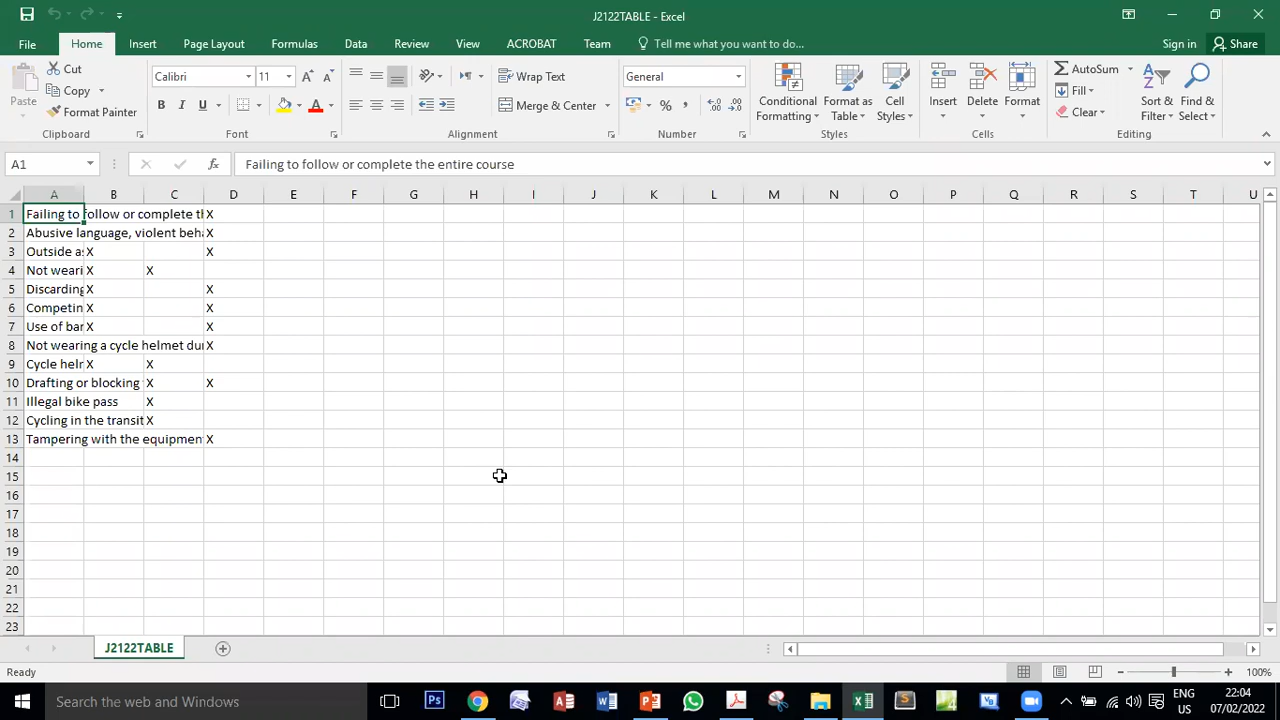 J2122TABLE - Excel
File Home Insert Page Layout Formulas Data Review View ACROBAT Team Tell me what you want to do... Sign in Share
Paste Cut Copy Format Painter Clipboard
Calibri 11 B I U A Font
Wrap Text Merge & Center Alignment
General % , Number
Conditional Formatting Format as Table Cell Styles Styles
Insert Delete Format Cells
AutoSum Fill Clear Sort & Filter Find & Select Editing
A1 fx Failing to follow or complete the entire course
A B C D E F G H I J K L M N O P Q R S T U
1 Failing to follow or complete th X
2 Abusive language, violent beha X
3 Outside as X X
4 Not weari X X
5 Discarding X X
6 Competin X X
7 Use of ban X X
8 Not wearing a cycle helmet dur X
9 Cycle helm X X
10 Drafting or blocking X X
11 Illegal bike pass X
12 Cycling in the transit X
13 Tampering with the equipmen X
14
15
16
17
18
19
20
21
22
23
J2122TABLE
Ready 100%
Search the web and Windows ENG 22:04
US 07/02/2022